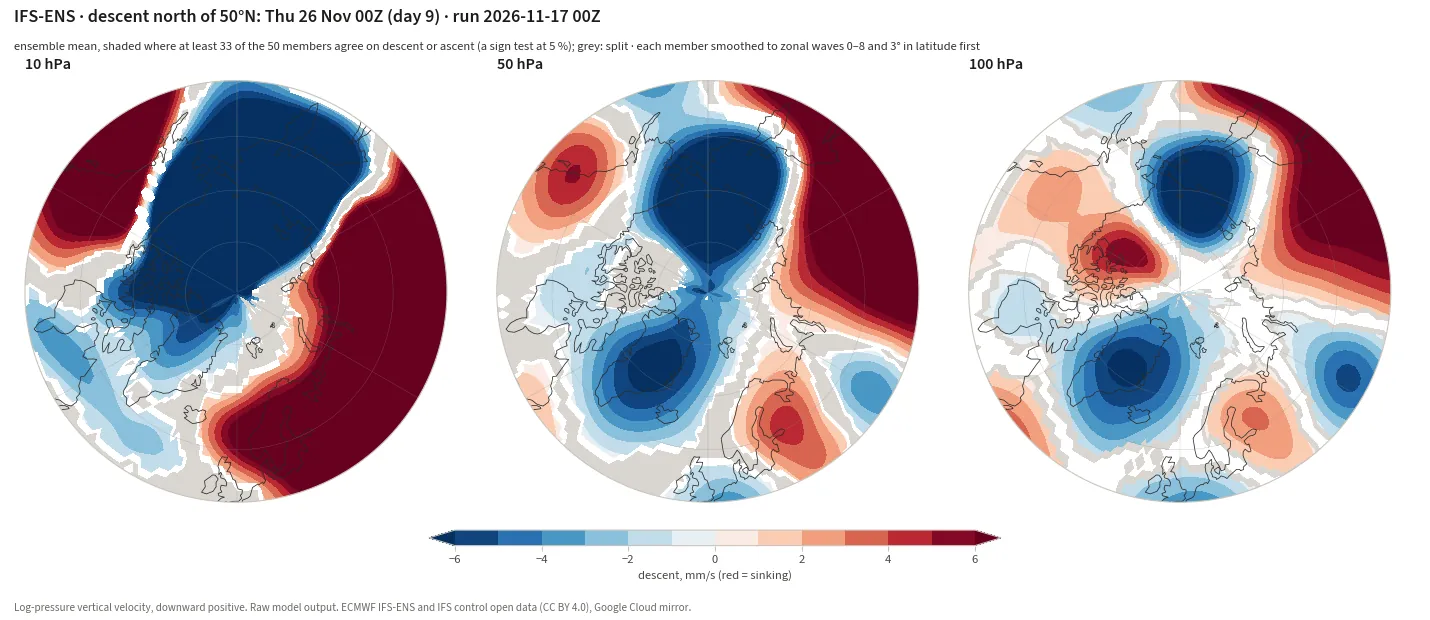 IFS-ENS · descent north of 50°N: Thu 26 Nov 00Z (day 9) · run 2026-11-17 00Z
ensemble mean, shaded where at least 33 of the 50 members agree on descent or ascent (a sign test at 5 %); grey: split · each member smoothed to zonal waves 0–8 and 3° in latitude first
10 hPa
50 hPa
100 hPa
−6
−4
−2
0
2
4
6
descent, mm/s (red = sinking)
Log-pressure vertical velocity, downward positive. Raw model output. ECMWF IFS-ENS and IFS control open data (CC BY 4.0), Google Cloud mirror.